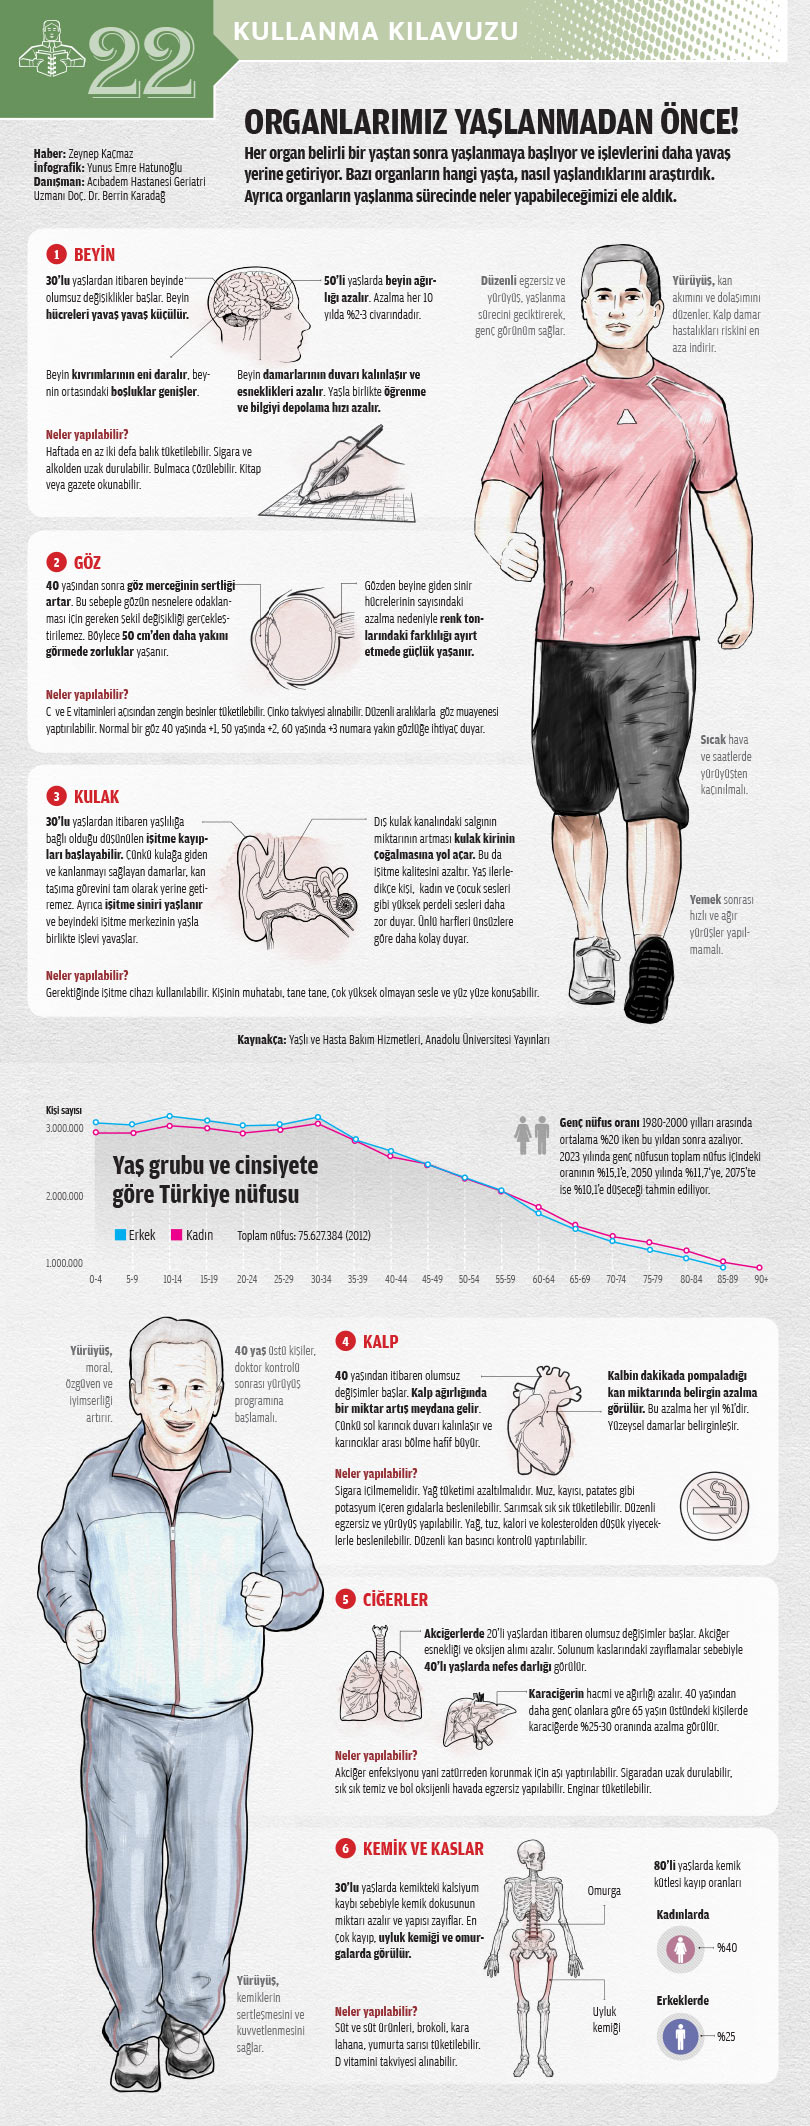 22
KULLANMA KILAVUZU
ORGANLARIMIZ YAŞLANMADAN ÖNCE!
Haber: Zeynep Kaçmaz
İnfografik: Yunus Emre Hatunoğlu
Danışman: Acıbadem Hastanesi Geriatri
Uzmanı Doç. Dr. Berrin Karadağ
Her organ belirli bir yaştan sonra yaşlanmaya başlıyor ve işlevlerini daha yavaş
yerine getiriyor. Bazı organların hangi yaşta, nasıl yaşlandıklarını araştırdık.
Ayrıca organların yaşlanma sürecinde neler yapabileceğimizi ele aldık.
1 BEYİN
30'lu yaşlardan itibaren beyinde
olumsuz değişiklikler başlar. Beyin
hücreleri yavaş yavaş küçülür.
50'li yaşlarda beyin ağır-
lığı azalır. Azalma her 10
yılda %2-3 civarındadır.
Beyin kıvrımlarının eni daralır, bey-
nin ortasındaki boşluklar genişler.
Beyin damarlarının duvarı kalınlaşır ve
esneklikleri azalır. Yaşla birlikte öğrenme
ve bilgiyi depolama hızı azalır.
Neler yapılabilir?
Haftada en az iki defa balık tüketilebilir. Sigara ve
alkolden uzak durulabilir. Bulmaca çözülebilir. Kitap
veya gazete okunabilir.
Düzenli egzersiz ve
yürüyüş, yaşlanma
sürecini geciktirerek,
genç görünüm sağlar.
Yürüyüş, kan
akımını ve dolaşımını
düzenler. Kalp damar
hastalıkları riskini en
aza indirir.
2 GÖZ
40 yaşından sonra göz merceğinin sertliği
artar. Bu sebeple gözün nesnelere odaklan-
ması için gereken şekil değişikliği gerçekleş-
tirilemez. Böylece 50 cm'den daha yakını
görmede zorluklar yaşanır.
Gözden beyine giden sinir
hücrelerinin sayısındaki
azalma nedeniyle renk ton-
larındaki farklılığı ayırt
etmede güçlük yaşanır.
Neler yapılabilir?
C ve E vitaminleri açısından zengin besinler tüketilebilir. Çinko takviyesi alınabilir. Düzenli aralıklarla göz muayenesi
yaptırılabilir. Normal bir göz 40 yaşında +1, 50 yaşında +2, 60 yaşında +3 numara yakın gözlüğe ihtiyaç duyar.
Sıcak hava
ve saatlerde
yürüyüşten
kaçınılmalı.
3 KULAK
30'lu yaşlardan itibaren yaşlılığa
bağlı olduğu düşünülen işitme kayıp-
ları başlayabilir. Çünkü kulağa giden
ve kanlanmayı sağlayan damarlar, kan
taşıma görevini tam olarak yerine geti-
remez. Ayrıca işitme siniri yaşlanır
ve beyindeki işitme merkezinin yaşla
birlikte işlevi yavaşlar.
Dış kulak kanalındaki salgının
miktarının artması kulak kirinin
çoğalmasına yol açar. Bu da
işitme kalitesini azaltır. Yaş ilerle-
dikçe kişi, kadın ve çocuk sesleri
gibi yüksek perdeli sesleri daha
zor duyar. Ünlü harfleri ünsüzlere
göre daha kolay duyar.
Neler yapılabilir?
Gerektiğinde işitme cihazı kullanılabilir. Kişinin muhatabı, tane tane, çok yüksek olmayan sesle ve yüz yüze konuşabilir.
Yemek sonrası
hızlı ve ağır
yürüşler yapıl-
mamalı.
Kaynakça: Yaşlı ve Hasta Bakım Hizmetleri, Anadolu Üniversitesi Yayınları
Kişi sayısı
3.000.000
2.000.000
1.000.000
Yaş grubu ve cinsiyete
göre Türkiye nüfusu
Erkek Kadın Toplam nüfus: 75.627.384 (2012)
Genç nüfus oranı 1980-2000 yılları arasında
ortalama %20 iken bu yıldan sonra azalıyor.
2023 yılında genç nüfusun toplam nüfus içindeki
oranının %15,1'e, 2050 yılında %11,7'ye, 2075'te
ise %10,1'e düşeceği tahmin ediliyor.
0-4 5-9 10-14 15-19 20-24 25-29 30-34 35-39 40-44 45-49 50-54 55-59 60-64 65-69 70-74 75-79 80-84 85-89 90+
Yürüyüş,
moral,
özgüven ve
iyimserliği
artırır.
40 yaş üstü kişiler,
doktor kontrolü
sonrası yürüyüş
programına
başlamalı.
4 KALP
40 yaşından itibaren olumsuz
değişimler başlar. Kalp ağırlığında
bir miktar artış meydana gelir.
Çünkü sol karıncık duvarı kalınlaşır ve
karıncıklar arası bölme hafif büyür.
Kalbin dakikada pompaladığı
kan miktarında belirgin azalma
görülür. Bu azalma her yıl %1'dir.
Yüzeysel damarlar belirginleşir.
Neler yapılabilir?
Sigara içilmemelidir. Yağ tüketimi azaltılmalıdır. Muz, kayısı, patates gibi
potasyum içeren gıdalarla beslenilebilir. Sarımsak sık sık tüketilebilir. Düzenli
egzersiz ve yürüyüş yapılabilir. Yağ, tuz, kalori ve kolesterolden düşük yiyecek-
lerle beslenilebilir. Düzenli kan basıncı kontrolü yaptırılabilir.
5 CİĞERLER
Akciğerlerde 20'li yaşlardan itibaren olumsuz değişimler başlar. Akciğer
esnekliği ve oksijen alımı azalır. Solunum kaslarındaki zayıflamalar sebebiyle
40'lı yaşlarda nefes darlığı görülür.
Karaciğerin hacmi ve ağırlığı azalır. 40 yaşından
daha genç olanlara göre 65 yaşın üstündeki kişilerde
karaciğerde %25-30 oranında azalma görülür.
Neler yapılabilir?
Akciğer enfeksiyonu yani zatürreden korunmak için aşı yaptırılabilir. Sigaradan uzak durulabilir,
sık sık temiz ve bol oksijenli havada egzersiz yapılabilir. Enginar tüketilebilir.
6 KEMİK VE KASLAR
30'lu yaşlarda kemikteki kalsiyum
kaybı sebebiyle kemik dokusunun
miktarı azalır ve yapısı zayıflar. En
çok kayıp, uyluk kemiği ve omur-
galarda görülür.
Neler yapılabilir?
Süt ve süt ürünleri, brokoli, kara
lahana, yumurta sarısı tüketilebilir.
D vitamini takviyesi alınabilir.
Omurga
Uyluk
kemiği
80'li yaşlarda kemik
kütlesi kayıp oranları
Kadınlarda
%40
Erkeklerde
%25
Yürüyüş,
kemiklerin
sertleşmesini ve
kuvvetlenmesini
sağlar.